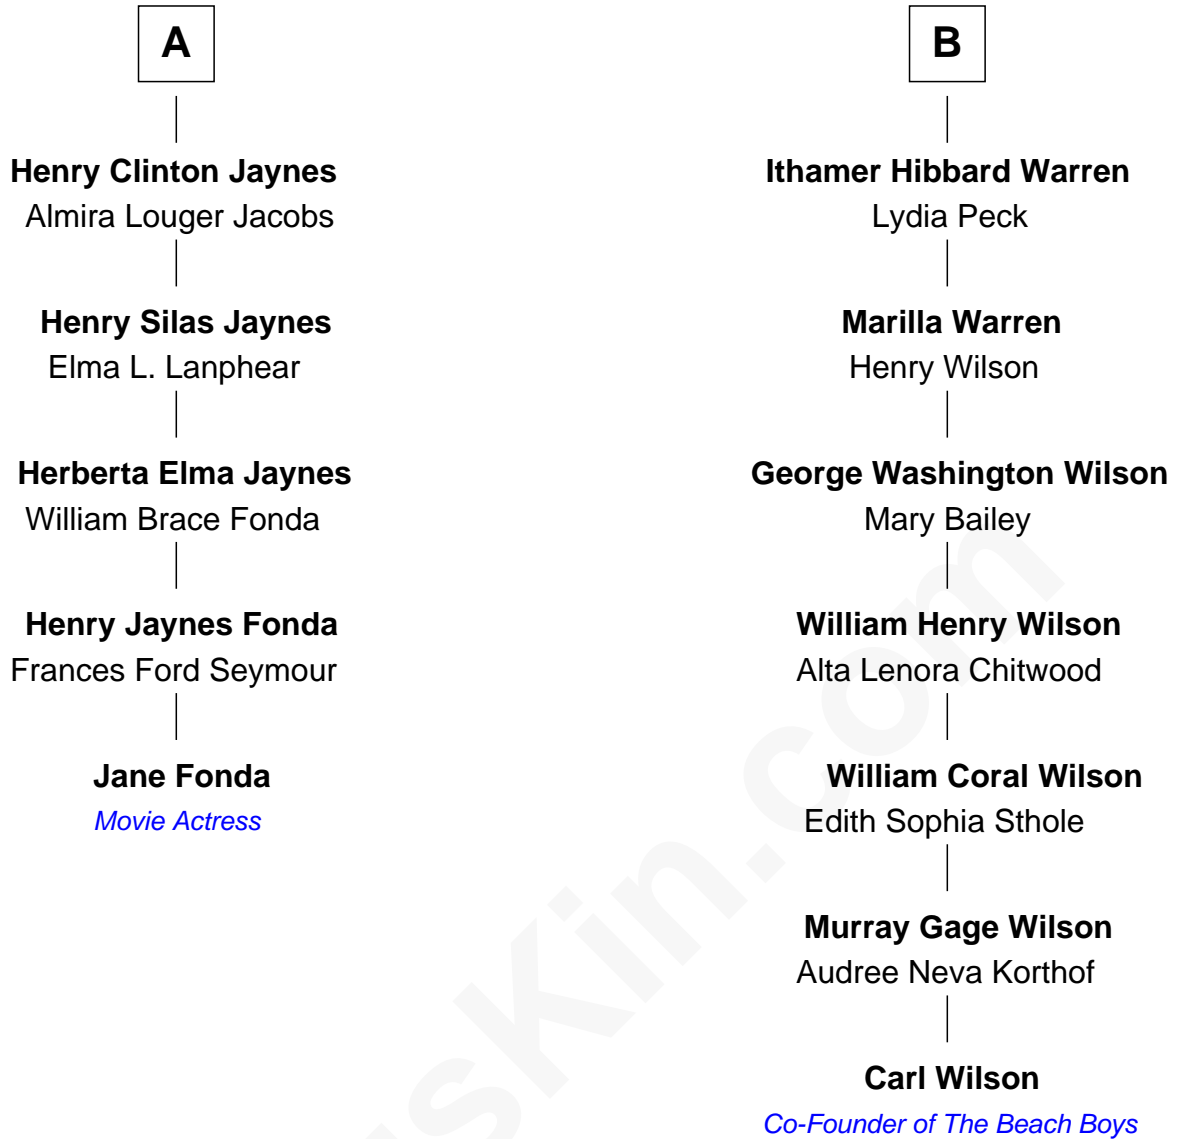 A
Henry Clinton Jaynes
Almira Louger Jacobs
Henry Silas Jaynes
Elma L. Lanphear
Herberta Elma Jaynes
William Brace Fonda
Henry Jaynes Fonda
Frances Ford Seymour
Jane Fonda
Movie Actress
B
Ithamer Hibbard Warren
Lydia Peck
Marilla Warren
Henry Wilson
George Washington Wilson
Mary Bailey
William Henry Wilson
Alta Lenora Chitwood
William Coral Wilson
Edith Sophia Sthole
Murray Gage Wilson
Audree Neva Korthof
Carl Wilson
Co-Founder of The Beach Boys
sKin.com